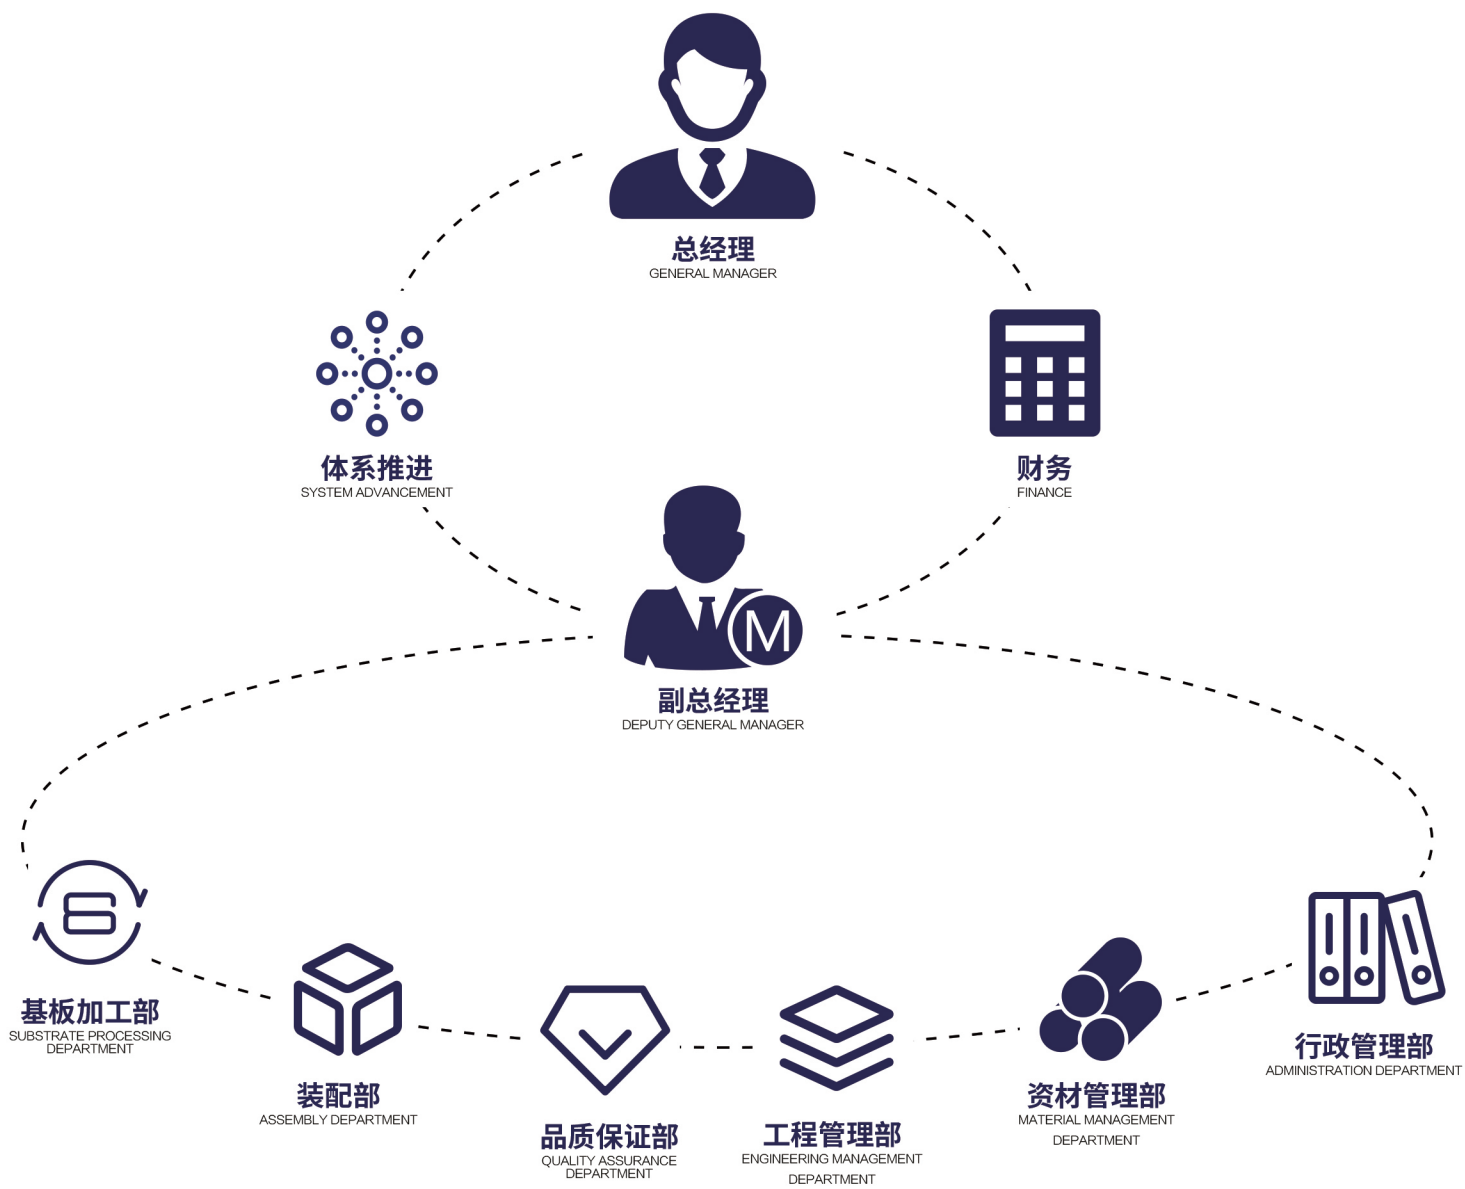 总经理
GENERAL MANAGER
体系推进
SYSTEM ADVANCEMENT
财务
FINANCE
M
副总经理
DEPUTY GENERAL MANAGER
基板加工部
SUBSTRATE PROCESSING
DEPARTMENT
装配部
ASSEMBLY DEPARTMENT
品质保证部
QUALITY ASSURANCE
DEPARTMENT
工程管理部
ENGINEERING MANAGEMENT
DEPARTMENT
资材管理部
MATERIAL MANAGEMENT
DEPARTMENT
行政管理部
ADMINISTRATION DEPARTMENT